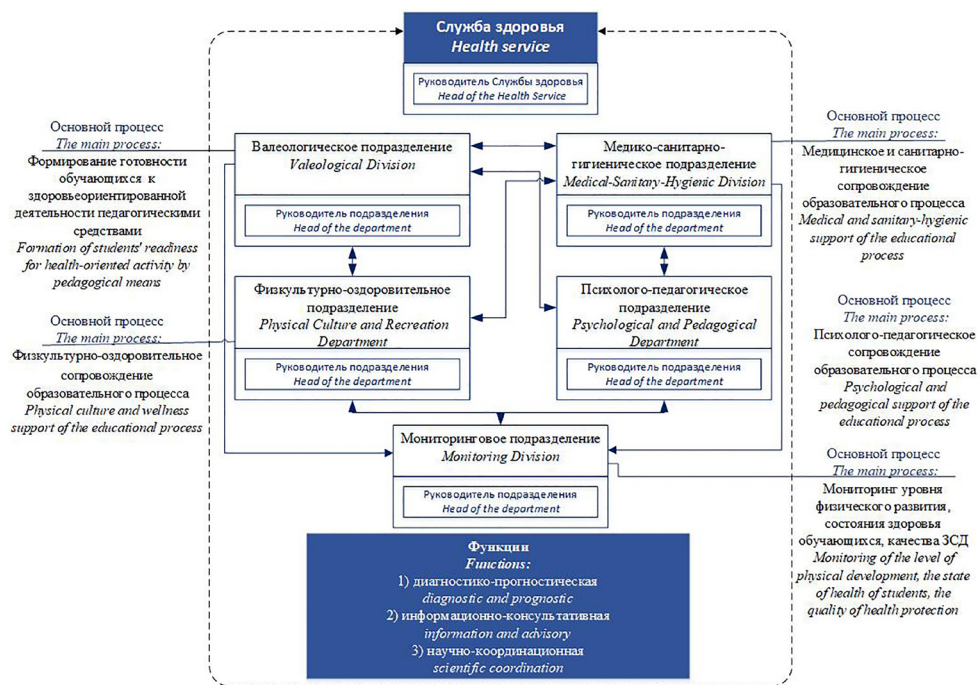 Служба здоровья
Health service
Руководитель Службы здоровья
Head of the Health Service
Основной процесс
The main process:
Формирование готовности
обучающихся к
здоровьеориентированной
деятельности педагогическими
средствами
Formation of students' readiness
for health-oriented activity by
pedagogical means
Валеологическое подразделение
Valeological Division
Руководитель подразделения
Head of the department
Медико-санитарно-
гигиеническое подразделение
Medical-Sanitary-Hygienic Division
Руководитель подразделения
Head of the department
Основной процесс
The main process:
Медицинское и санитарно-
гигиеническое
сопровождение
образовательного процесса
Medical and sanitary-hygienic
support of the educational
process
Основной процесс
The main process:
Физкультурно-оздоровительное
сопровождение
образовательного процесса
Physical culture and wellness
support of the educational process
Физкультурно-оздоровительное
подразделение
Physical Culture and Recreation
Department
Руководитель подразделения
Head of the department
Психолого-педагогическое
подразделение
Psychological and Pedagogical
Department
Руководитель подразделения
Head of the department
Основной процесс
The main process:
Психолого-педагогическое
сопровождение
образовательного процесса
Psychological and
pedagogical support of the
educational process
Мониторинговое подразделение
Monitoring Division
Руководитель подразделения
Head of the department
Основной процесс
The main process:
Мониторинг уровня
физического развития,
состояния здоровья
обучающихся, качества ЗСД
Monitoring of the level of
physical development, the state
of health of students, the
quality of health protection
Функции
Functions:
1) диагностико-прогностическая
diagnostic and prognostic
2) информационно-консультативная
information and advisory
3) научно-координационная
scientific coordination